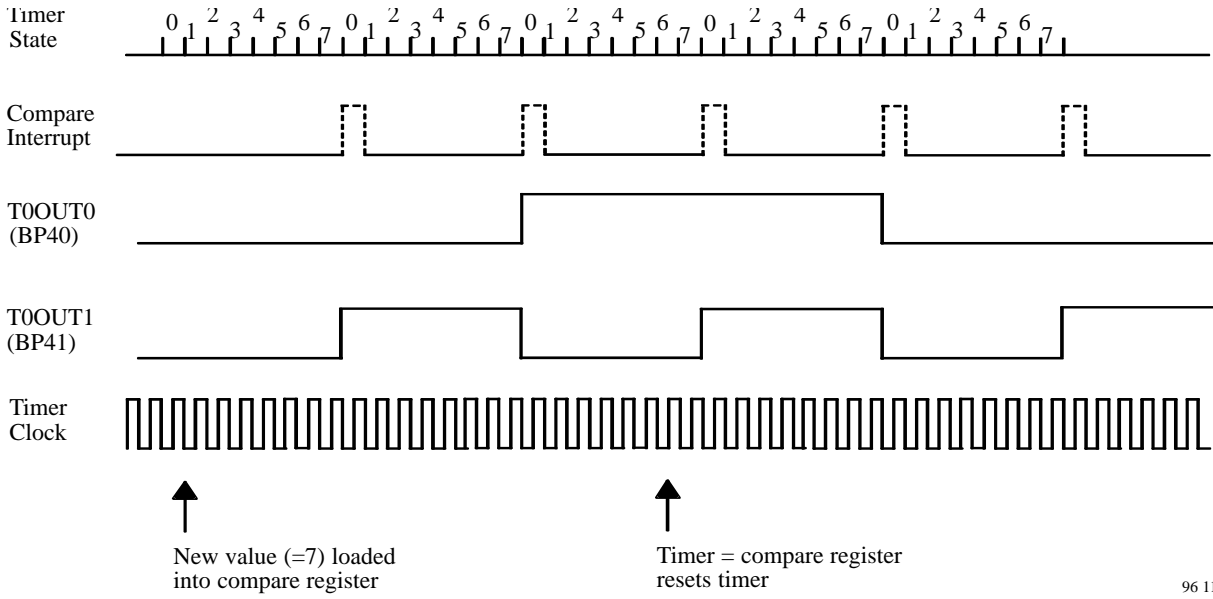 Timer
State
0 1 2 3 4 5 6 7 0 1 2 3 4 5 6 7 0 1 2 3 4 5 6 7 0 1 2 3 4 5 6 7 0 1 2 3 4 5 6 7
Compare
Interrupt
T0OUT0
(BP40)
T0OUT1
(BP41)
Timer
Clock
New value (=7) loaded
into compare register
Timer = compare register
resets timer